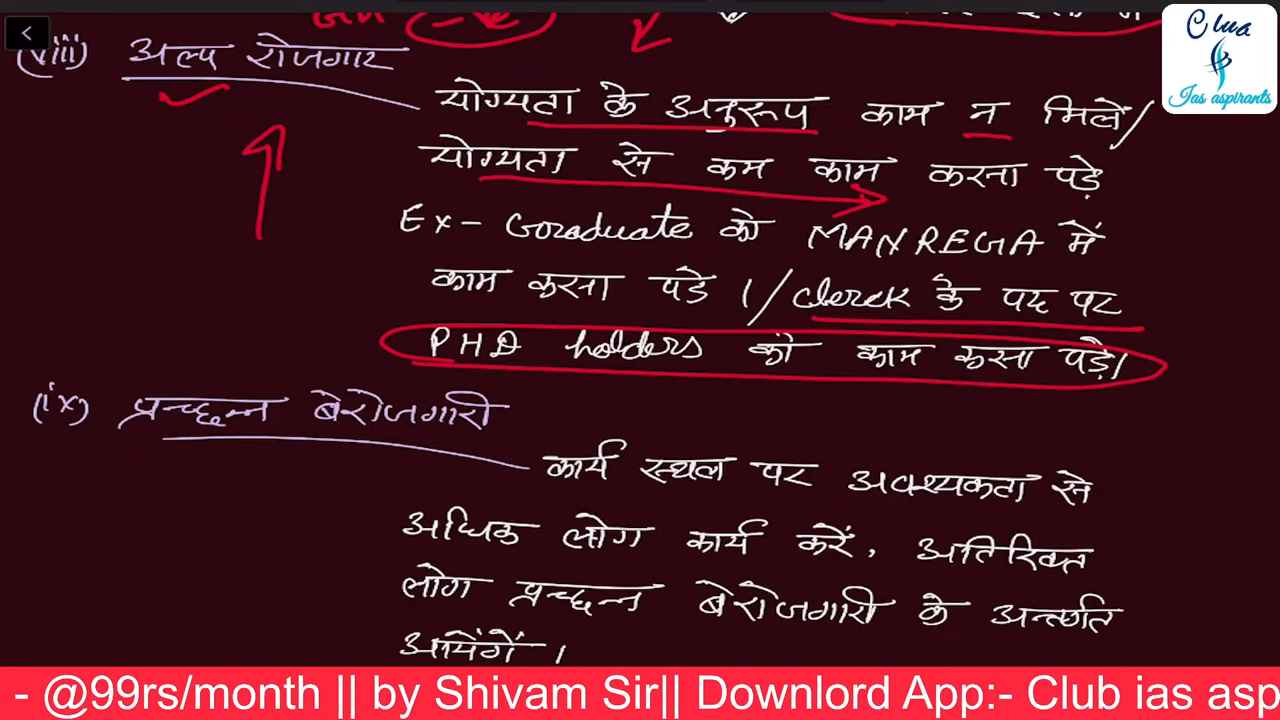 Club
Ias aspirants
(viii) अल्प रोजगार
योग्यता के अनुरूप काम न मिले/
योग्यता से कम काम करना पड़े
Ex- Graduate को MANREGA में
काम करना पडे ।/clerck के पद पर
PHD holders को काम करना पड़े।
(ix) प्रच्छन्न बेरोजगारी
कार्य स्थल पर अवश्यकता से
अधिक लोग कार्य करें, अतिरिक्त
लोग प्रच्छन्न बेरोजगारी के अन्तर्गत
आयेंगें ।
- @99rs/month || by Shivam Sir|| Downlord App:- Club ias asp